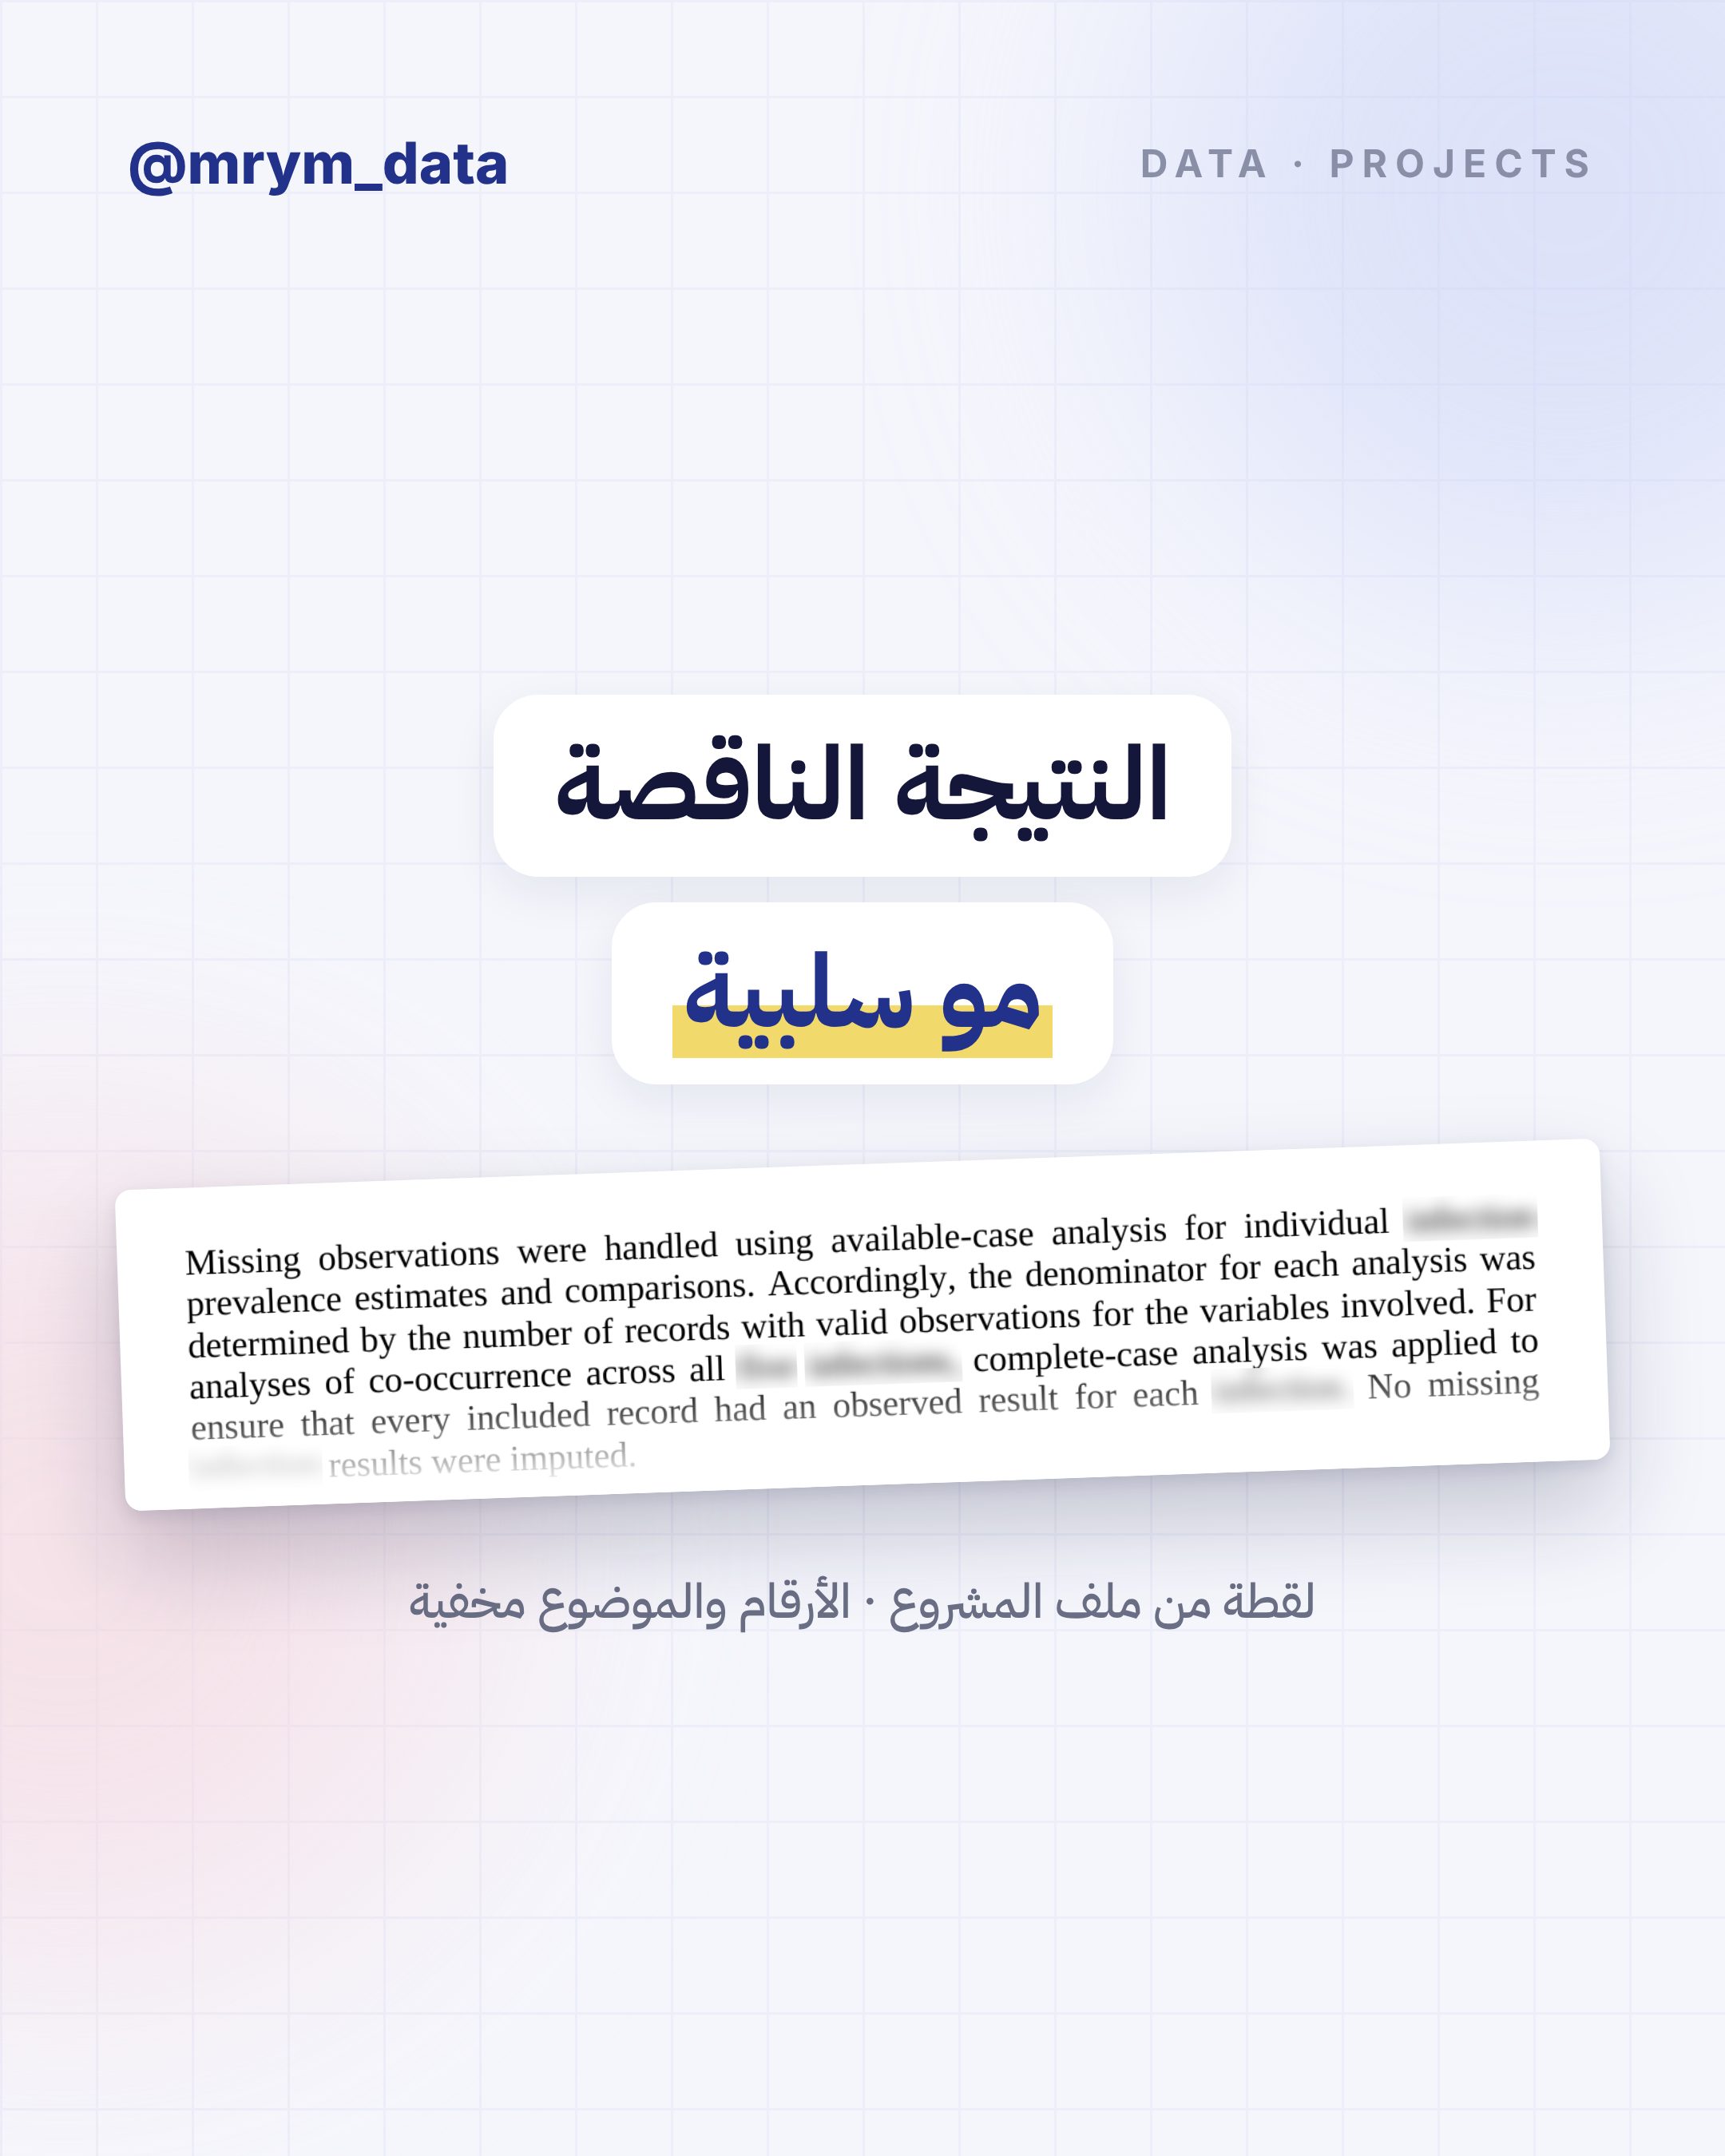 @mrym_data
DATA · PROJECTS
النتيجة الناقصة
مو سلبية
Missing observations were handled using available-case analysis for individual
prevalence estimates and comparisons. Accordingly, the denominator for each analysis was
determined by the number of records with valid observations for the variables involved. For
analyses of co-occurrence across all complete-case analysis was applied to
ensure that every included record had an observed result for each No missing
results were imputed.
لقطة من ملف المشروع · الأرقام والموضوع مخفية